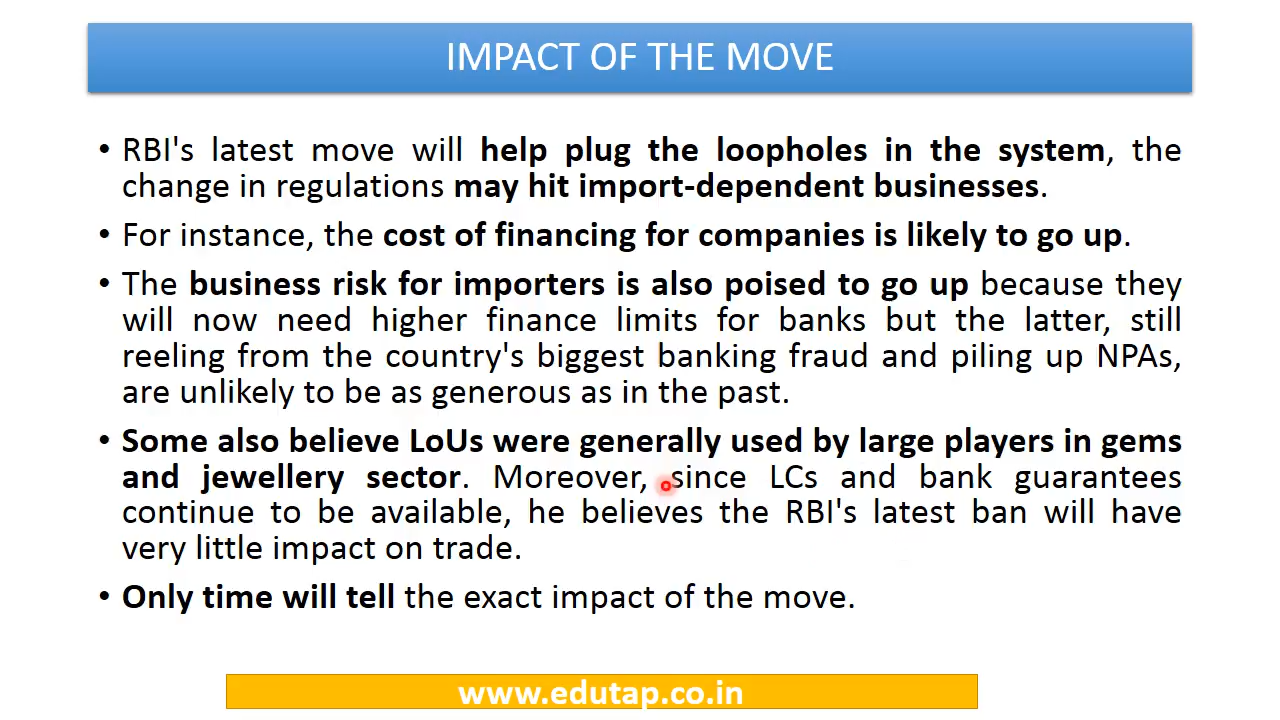 IMPACT OF THE MOVE
• RBI's latest move will help plug the loopholes in the system, the
change in regulations may hit import-dependent businesses.
• For instance, the cost of financing for companies is likely to go up.
• The business risk for importers is also poised to go up because they
will now need higher finance limits for banks but the latter, still
reeling from the country's biggest banking fraud and piling up NPAs,
are unlikely to be as generous as in the past.
• Some also believe LoUs were generally used by large players in gems
and jewellery sector. Moreover, since LCs and bank guarantees
continue to be available, he believes the RBI's latest ban will have
very little impact on trade.
• Only time will tell the exact impact of the move.
www.edutap.co.in